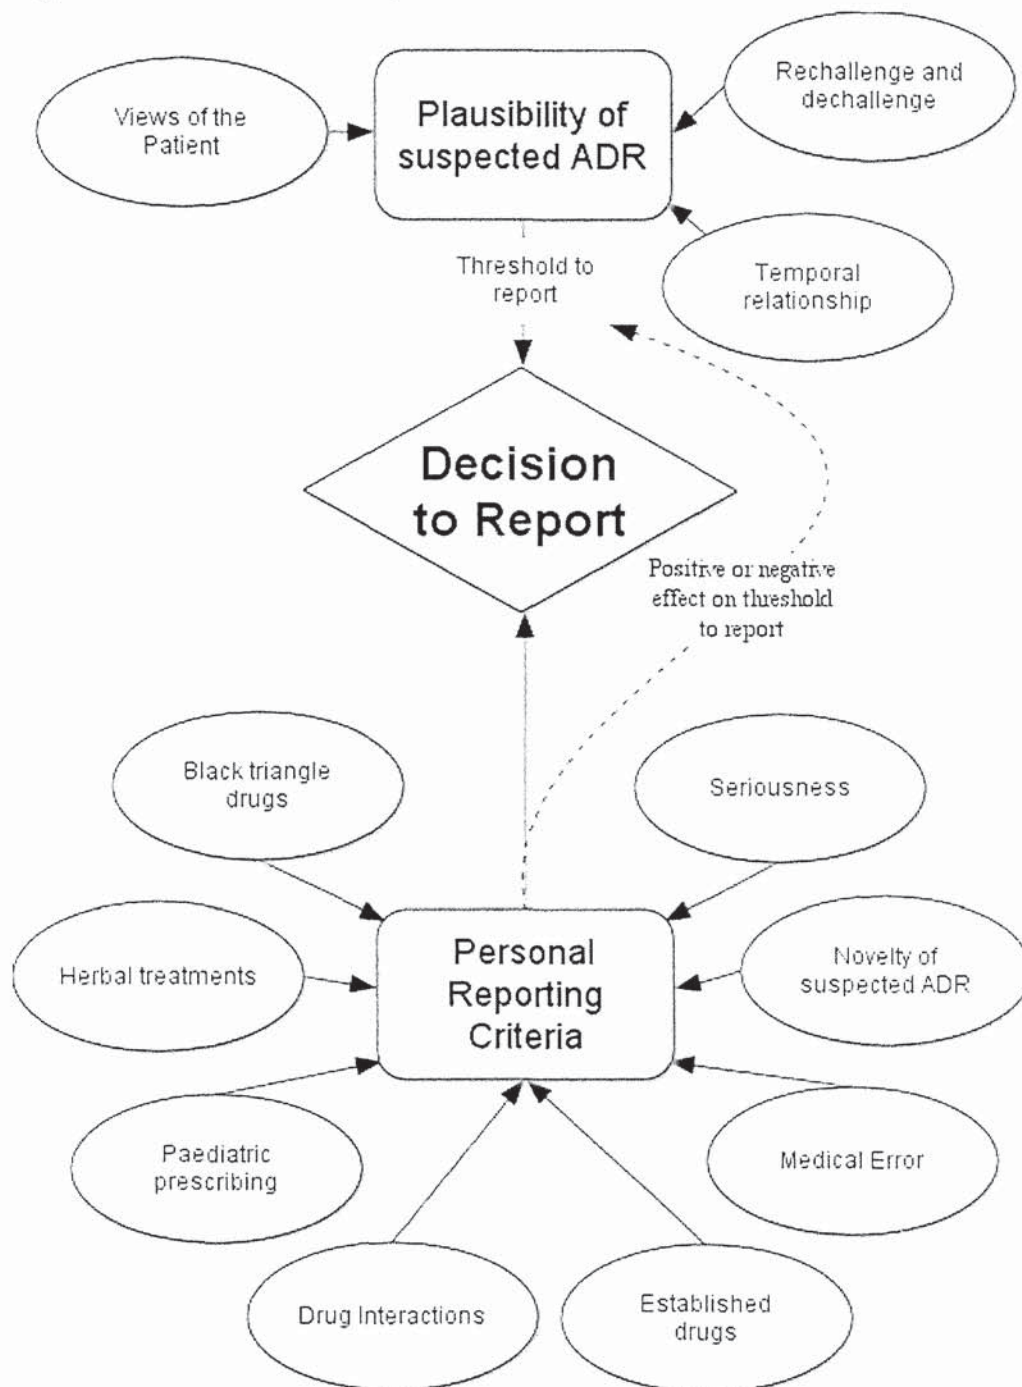 Views of the
Patient
Plausibility of
suspected ADR
Rechallenge and
dechallenge
Threshold to
report
Temporal
relationship
Decision
to Report
Positive or negative
effect on threshold
to report
Black triangle
drugs
Seriousness
Herbal treatments
Personal
Reporting
Criteria
Novelty of
suspected ADR
Paediatric
prescribing
Medical Error
Drug Interactions
Established
drugs